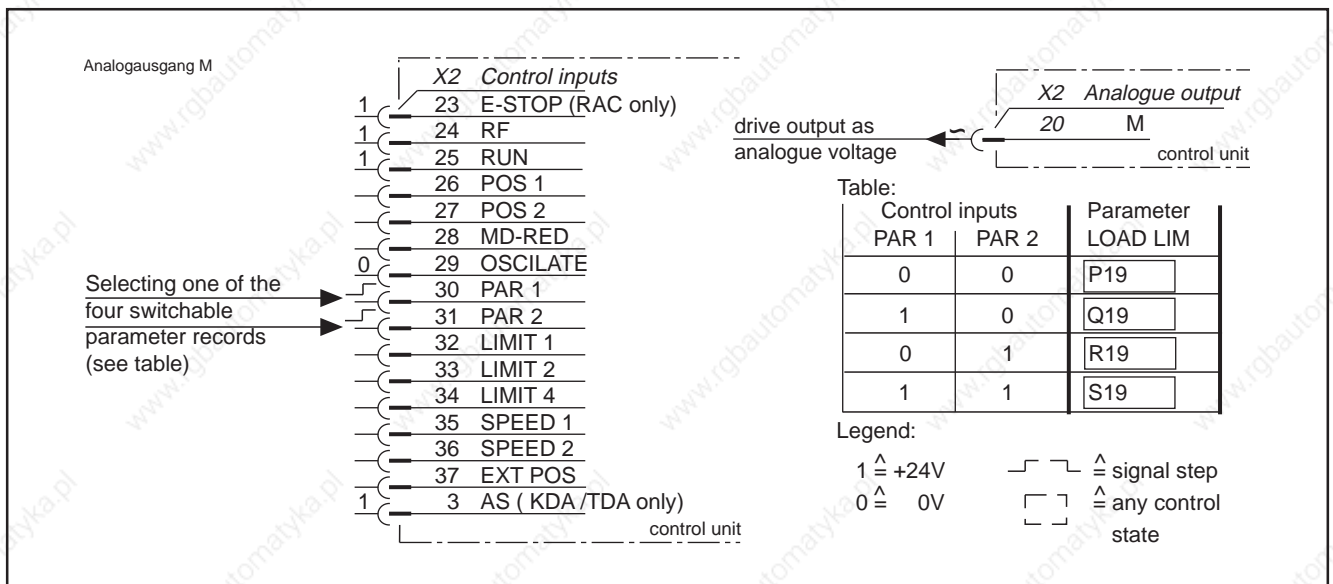 Analogausgang M
X2 Control inputs
1 23 E-STOP (RAC only)
1 24 RF
1 25 RUN
26 POS 1
27 POS 2
28 MD-RED
0 29 OSCILATE
30 PAR 1
31 PAR 2
32 LIMIT 1
33 LIMIT 2
34 LIMIT 4
35 SPEED 1
36 SPEED 2
37 EXT POS
1 3 AS ( KDA /TDA only)
control unit
Selecting one of the
four switchable
parameter records
(see table)
drive output as
analogue voltage
X2 Analogue output
20 M
control unit
Table:
Control inputs Parameter
PAR 1 PAR 2 LOAD LIM
0 0 P19
1 0 Q19
0 1 R19
1 1 S19
Legend:
1 ≙ +24V
0 ≙ 0V
≙ signal step
≙ any control
state
www.rgbautomatyka.pl